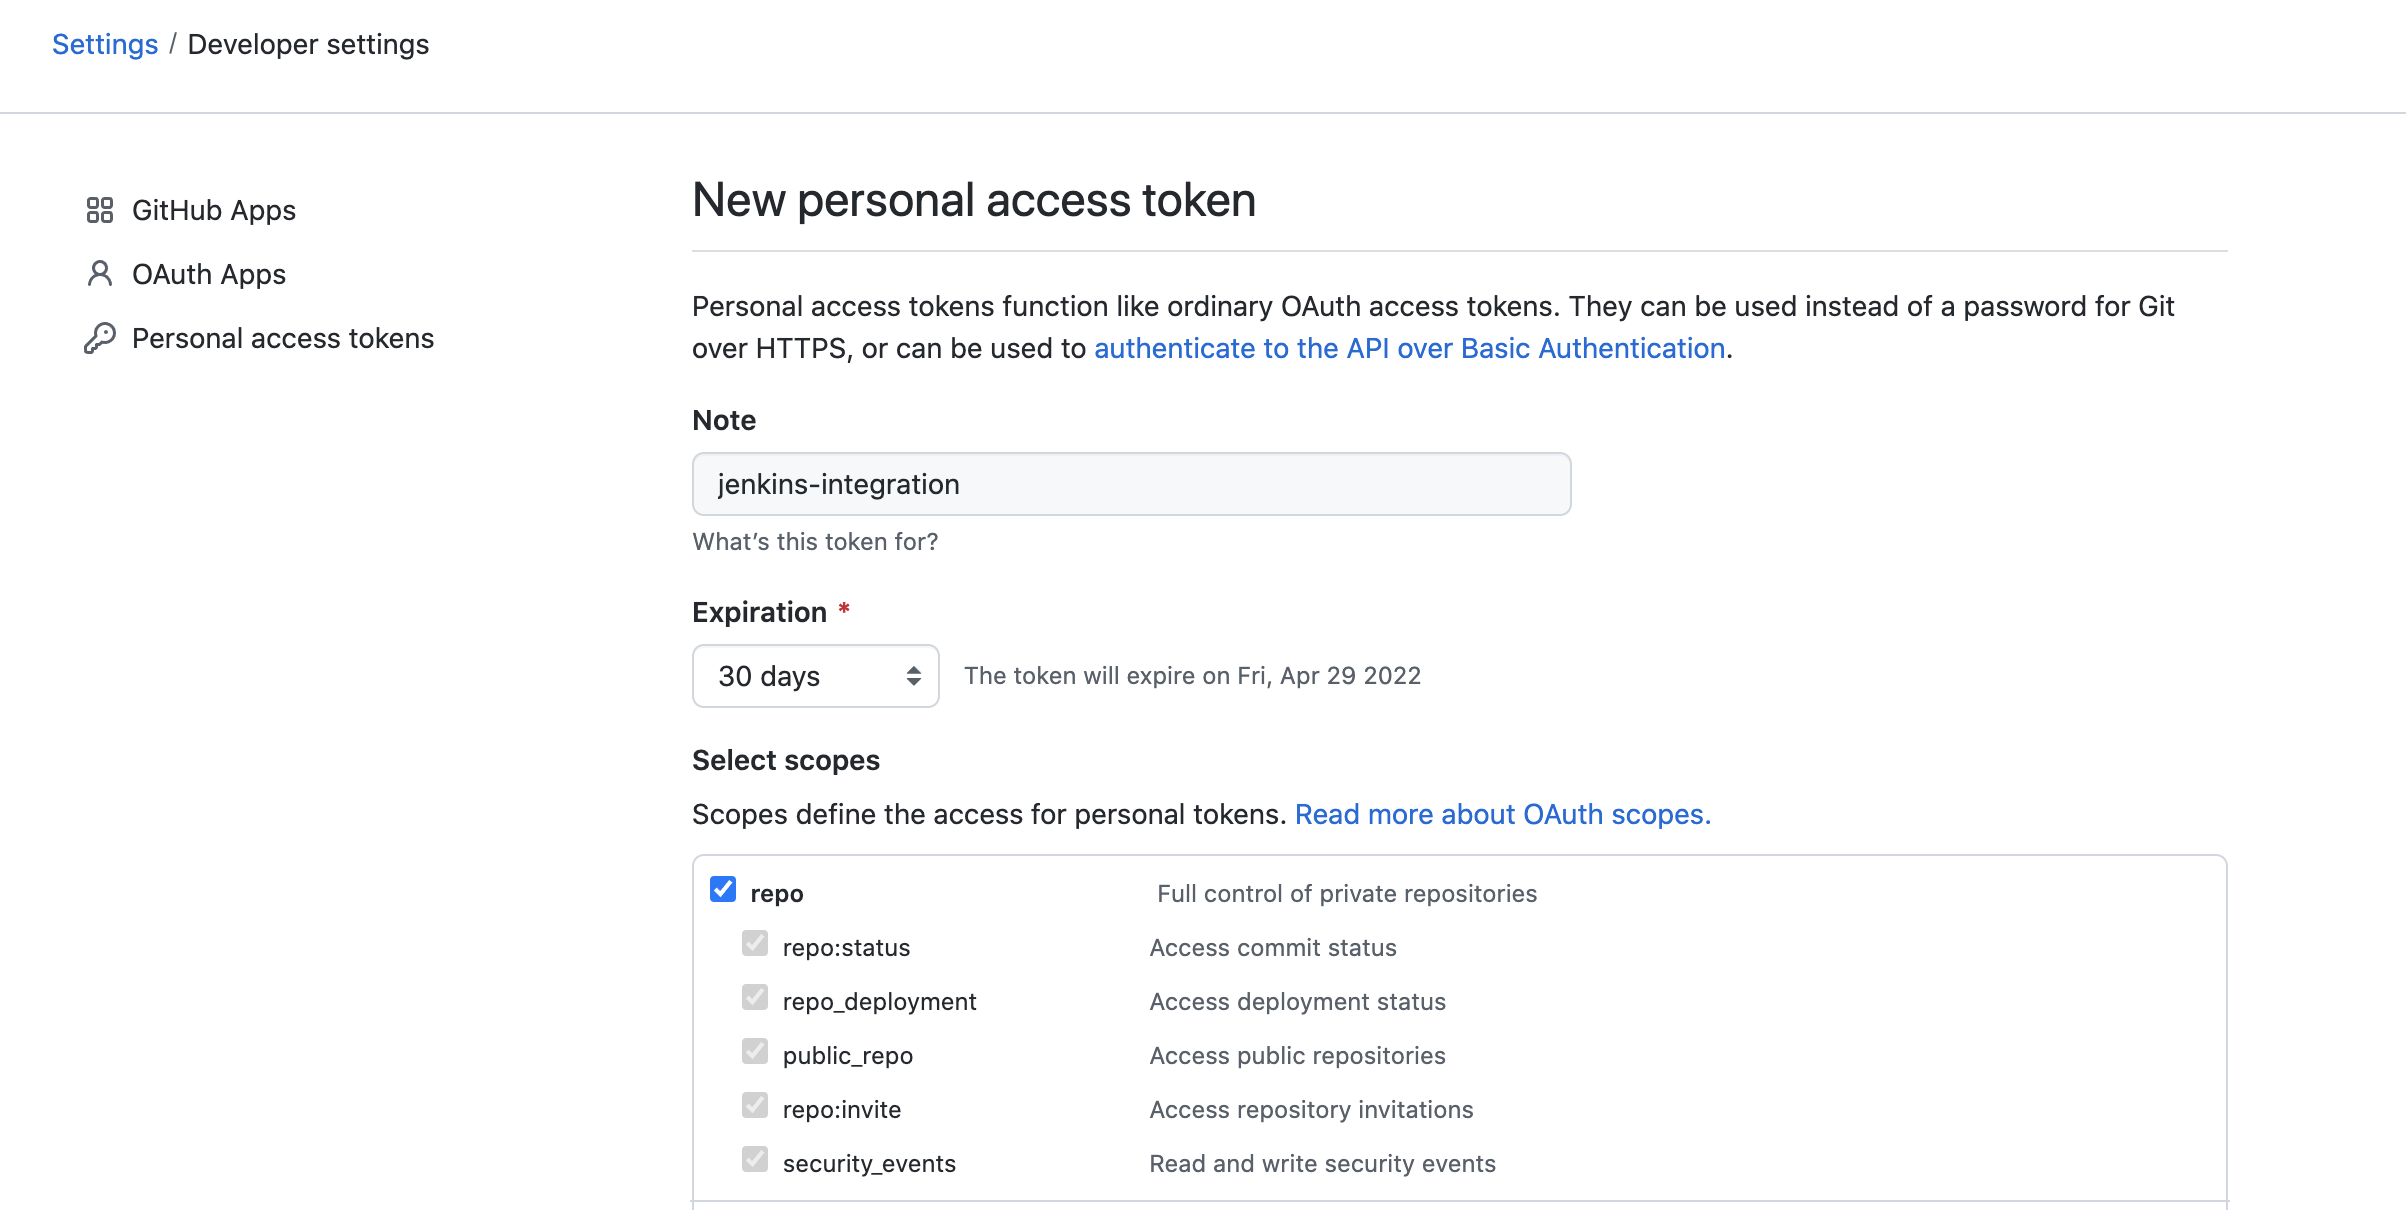 Settings / Developer settings
GitHub Apps
OAuth Apps
Personal access tokens
New personal access token
Personal access tokens function like ordinary OAuth access tokens. They can be used instead of a password for Git
over HTTPS, or can be used to authenticate to the API over Basic Authentication.
Note
jenkins-integration
What’s this token for?
Expiration *
30 days The token will expire on Fri, Apr 29 2022
Select scopes
Scopes define the access for personal tokens. Read more about OAuth scopes.
repo Full control of private repositories
repo:status Access commit status
repo_deployment Access deployment status
public_repo Access public repositories
repo:invite Access repository invitations
security_events Read and write security events